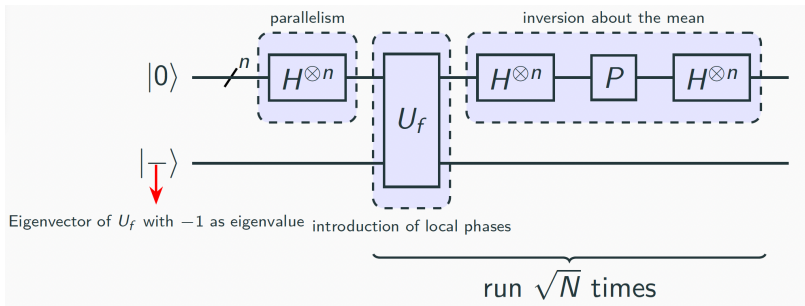 parallelism
inversion about the mean
|0⟩
n
H⊗n
H⊗n
P
H⊗n
U_f
|−⟩
Eigenvector of U_f with −1 as eigenvalue
introduction of local phases
run √N times